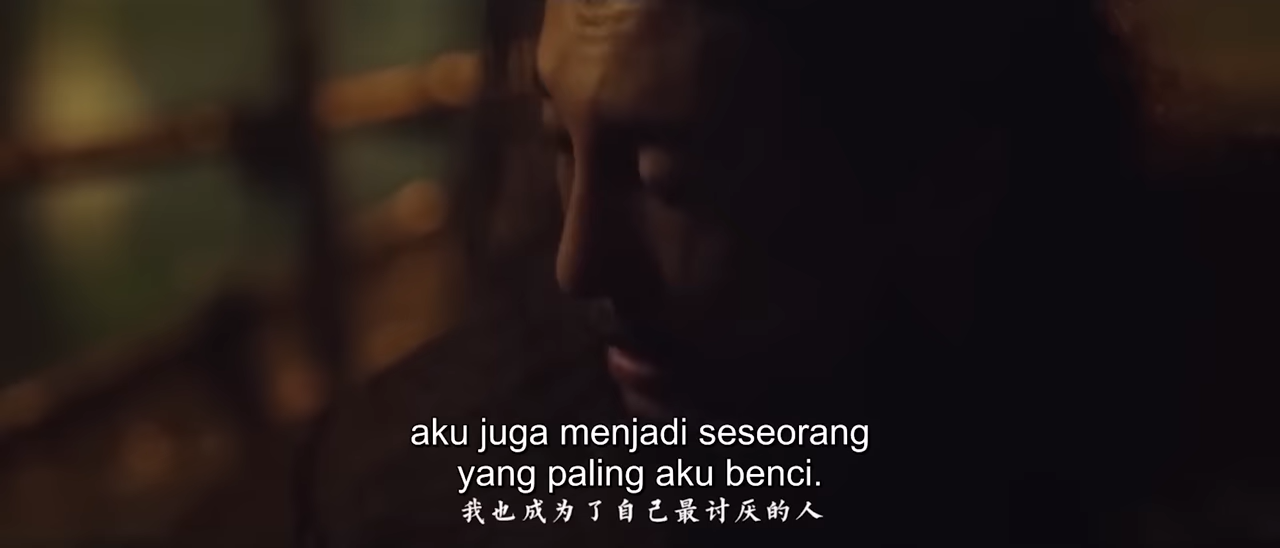 aku juga menjadi seseorang
yang paling aku benci.
我也成为了自己最讨厌的人